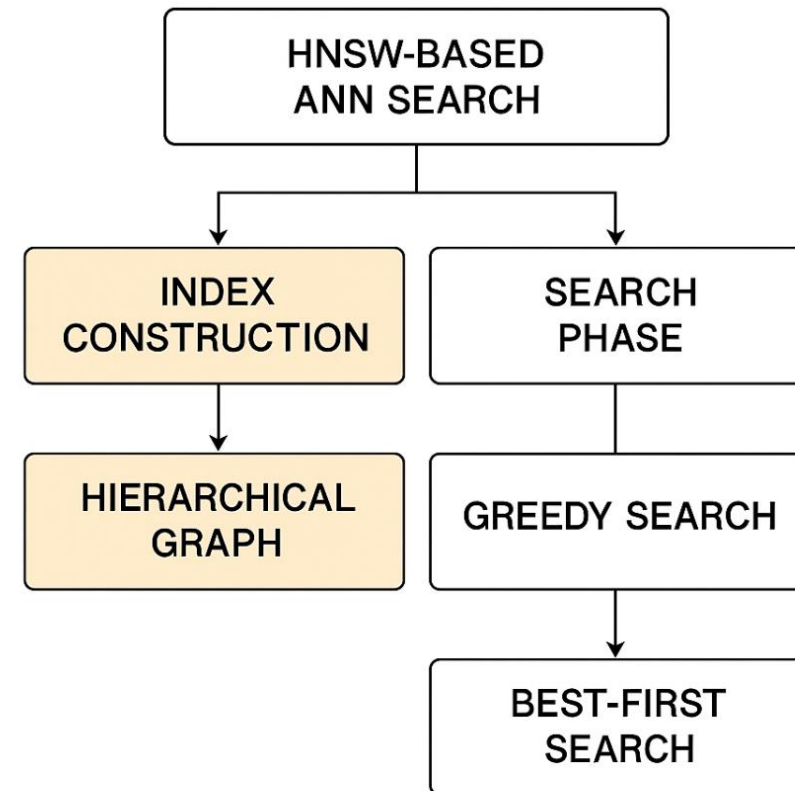 HNSW-BASED
ANN SEARCH
INDEX
CONSTRUCTION
SEARCH
PHASE
HIERARCHICAL
GRAPH
GREEDY SEARCH
BEST-FIRST
SEARCH